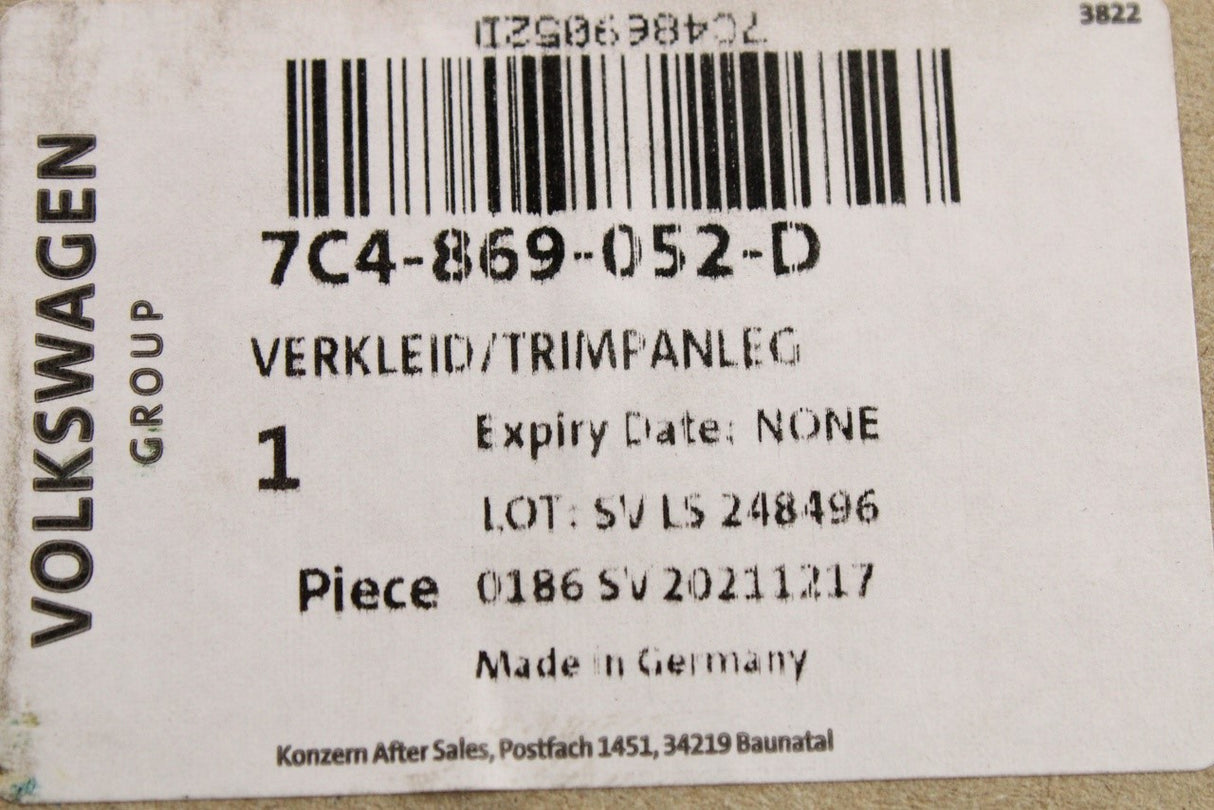 3822
7C4869052D
VOLKSWAGEN
GROUP
7C4-869-052-D
VERKLEID/TRIMPANLEG
1
Expiry Date: NONE
LOT: SV LS 248496
Piece 0186 SV 20211217
Made in Germany
Konzern After Sales, Postfach 1451, 34219 Baunatal